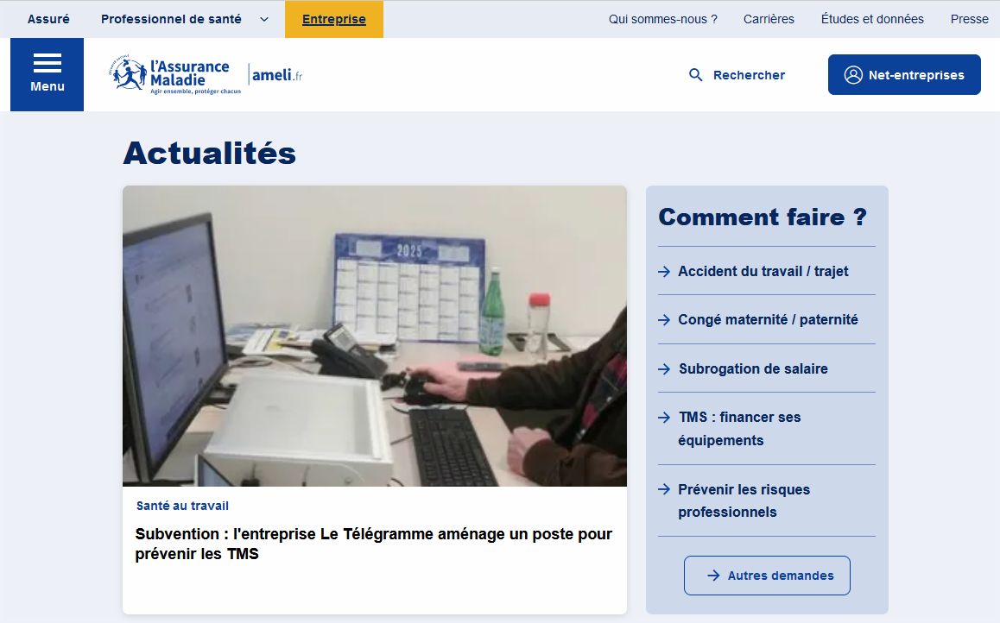 Assuré
Professionnel de santé
Entreprise
Qui sommes-nous ?
Carrières
Études et données
Presse
Menu
l'Assurance
Maladie
Agir ensemble, protéger chacun
ameli.fr
Rechercher
Net-entreprises
Actualités
2025
Santé au travail
Subvention : l'entreprise Le Télégramme aménage un poste pour
prévenir les TMS
Comment faire ?
Accident du travail / trajet
Congé maternité / paternité
Subrogation de salaire
TMS : financer ses
équipements
Prévenir les risques
professionnels
Autres demandes